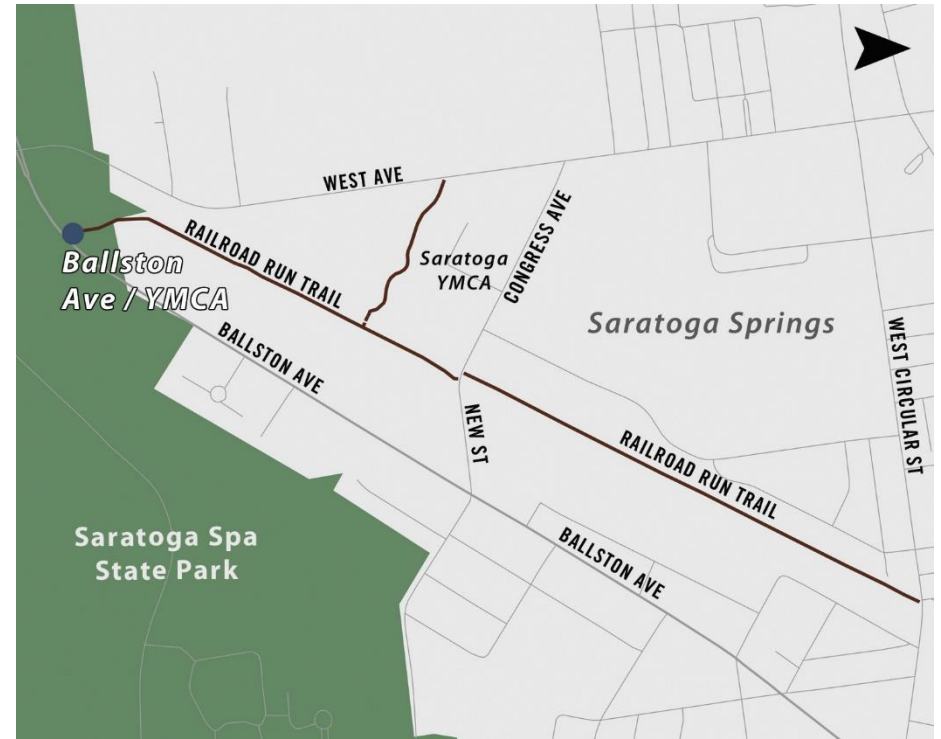 WEST AVE
RAILROAD RUN TRAIL
CONGRESS AVE
Saratoga
YMCA
Ballston
Ave / YMCA
Saratoga Springs
WEST CIRCULAR ST
BALLSTON AVE
NEW ST
RAILROAD RUN TRAIL
BALLSTON AVE
Saratoga Spa
State Park